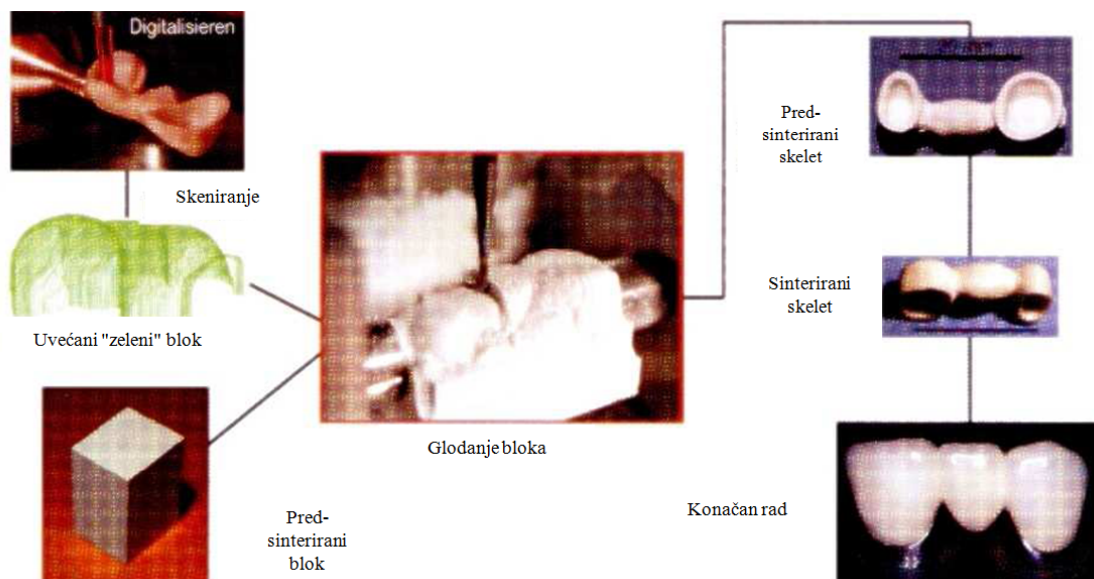 Digitalisieren
Skeniranje
Uvećani "zeleni" blok
Pred-
sinterirani
blok
Glodanje bloka
Pred-
sinterirani
skelet
Sinterirani
skelet
Konačan rad